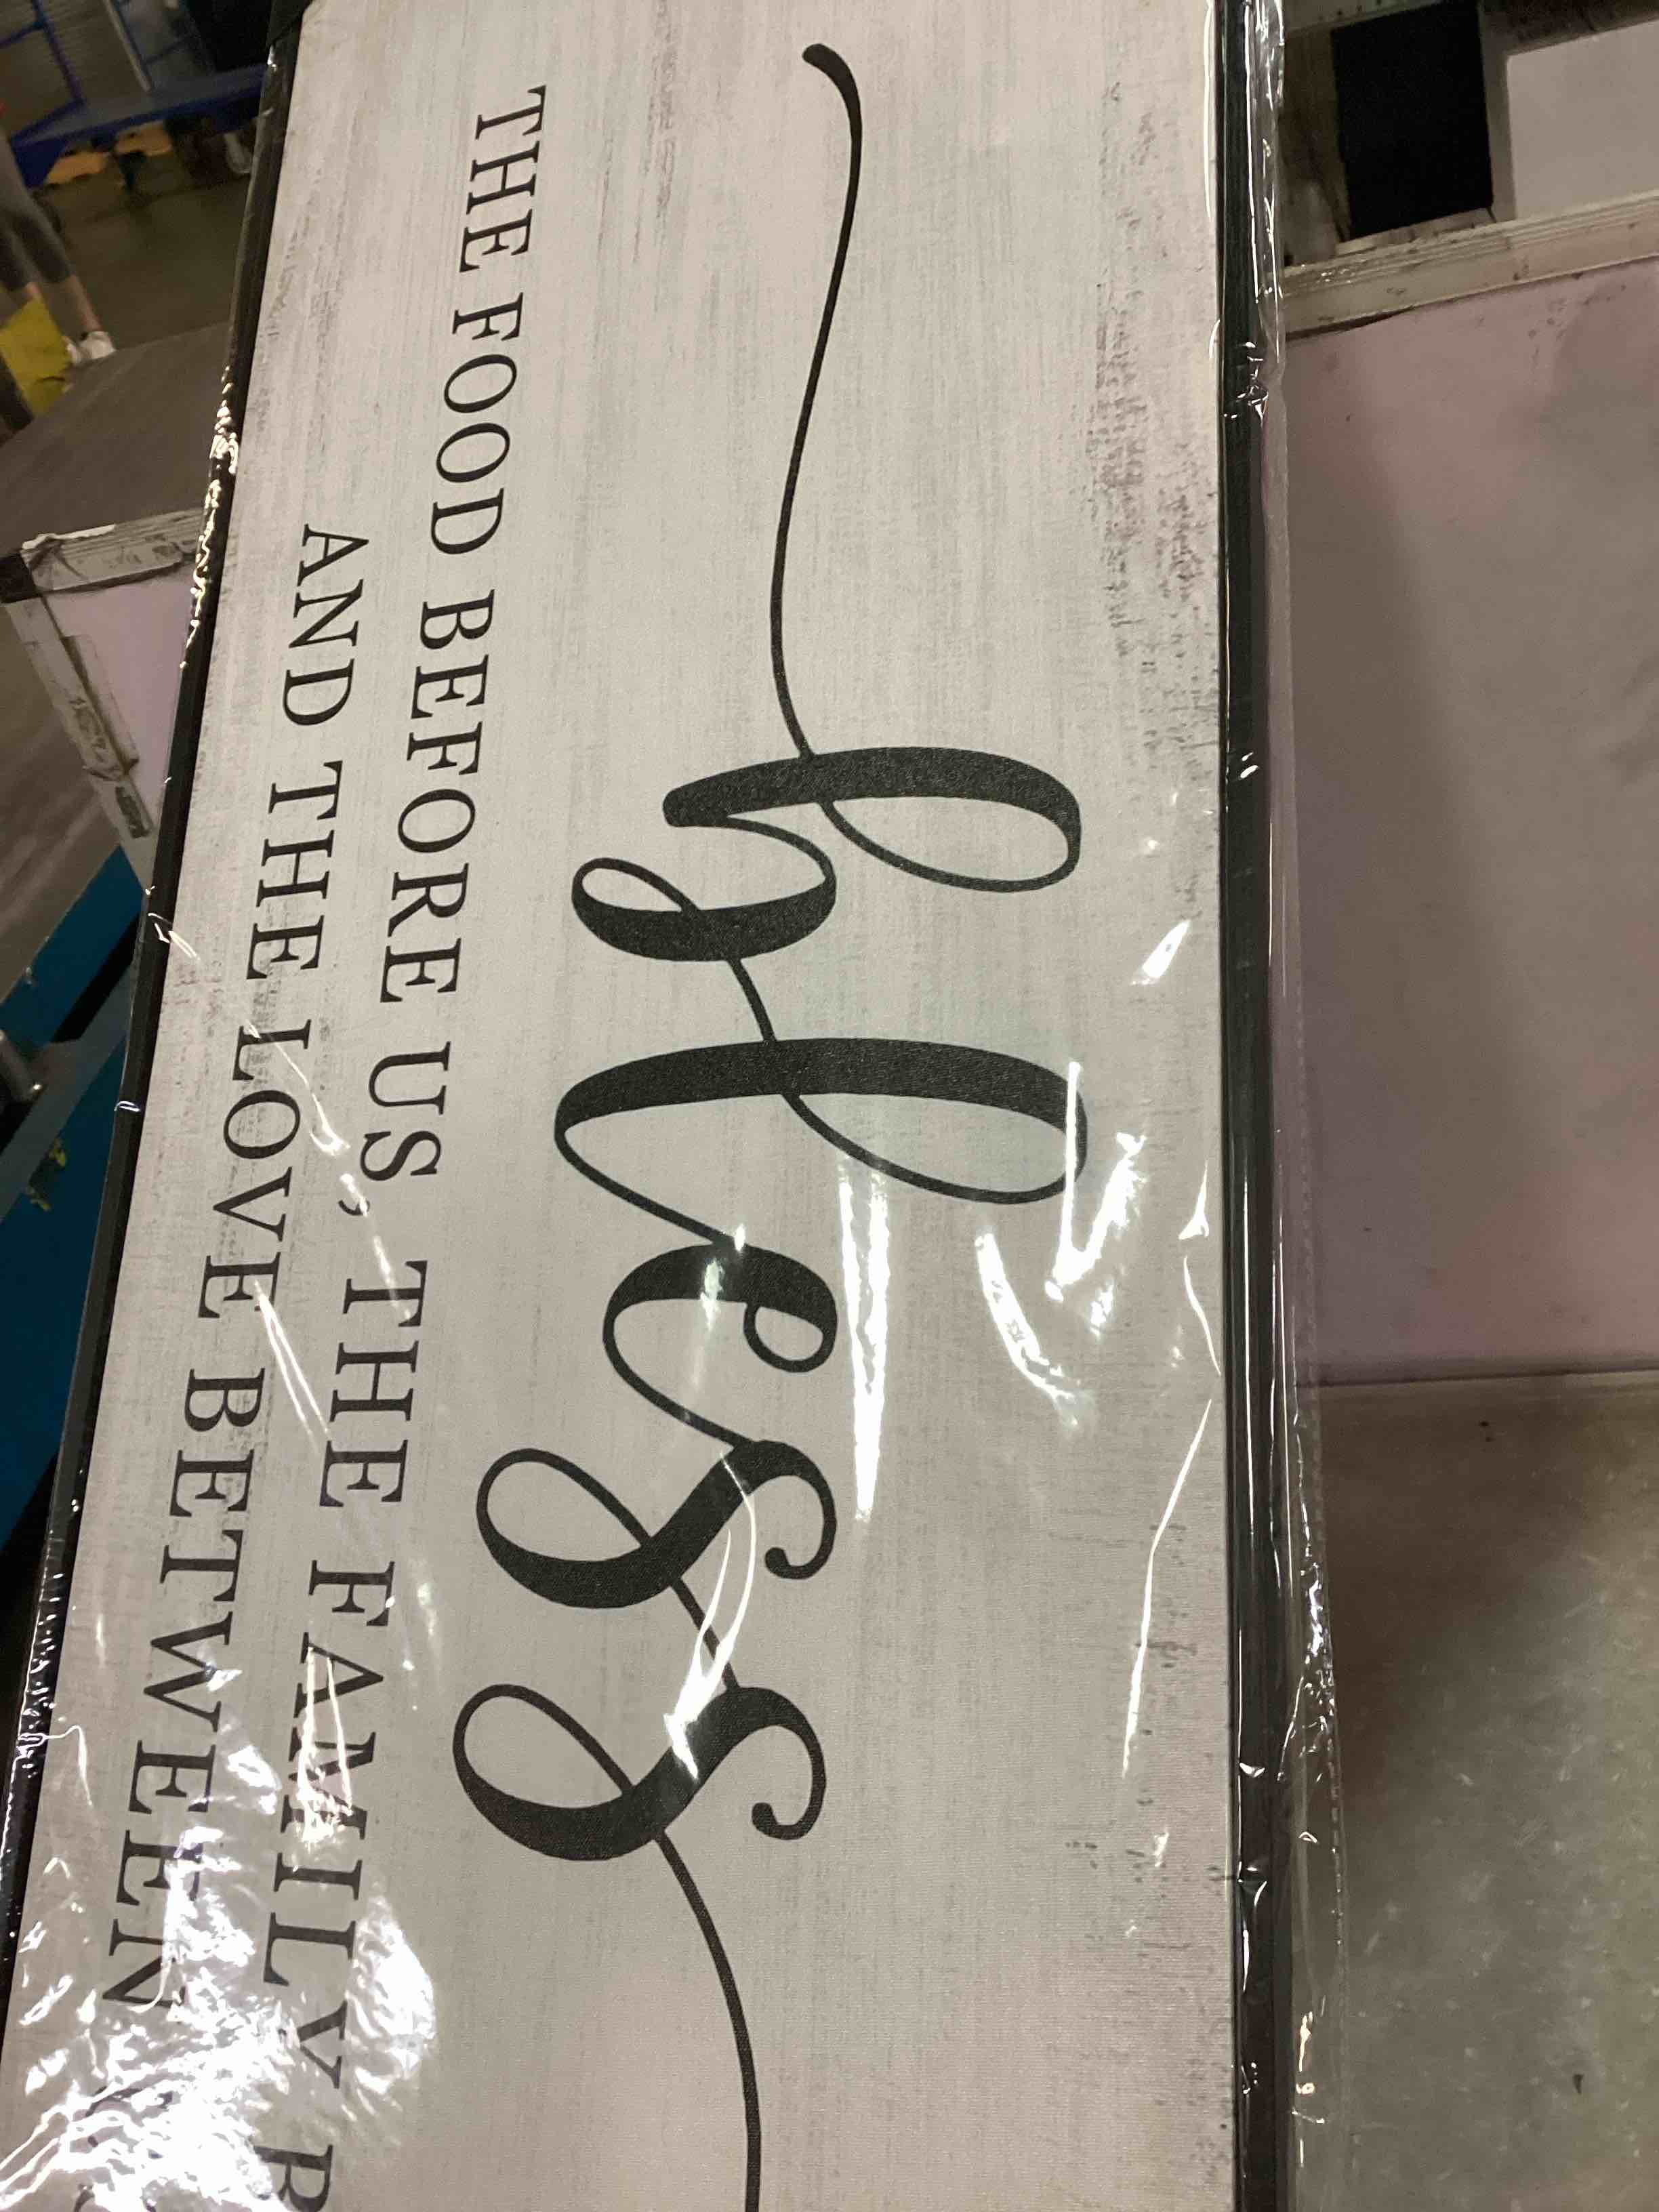 bless
THE FOOD BEFORE US, THE FAMILY
AND THE LOVE BETWEEN